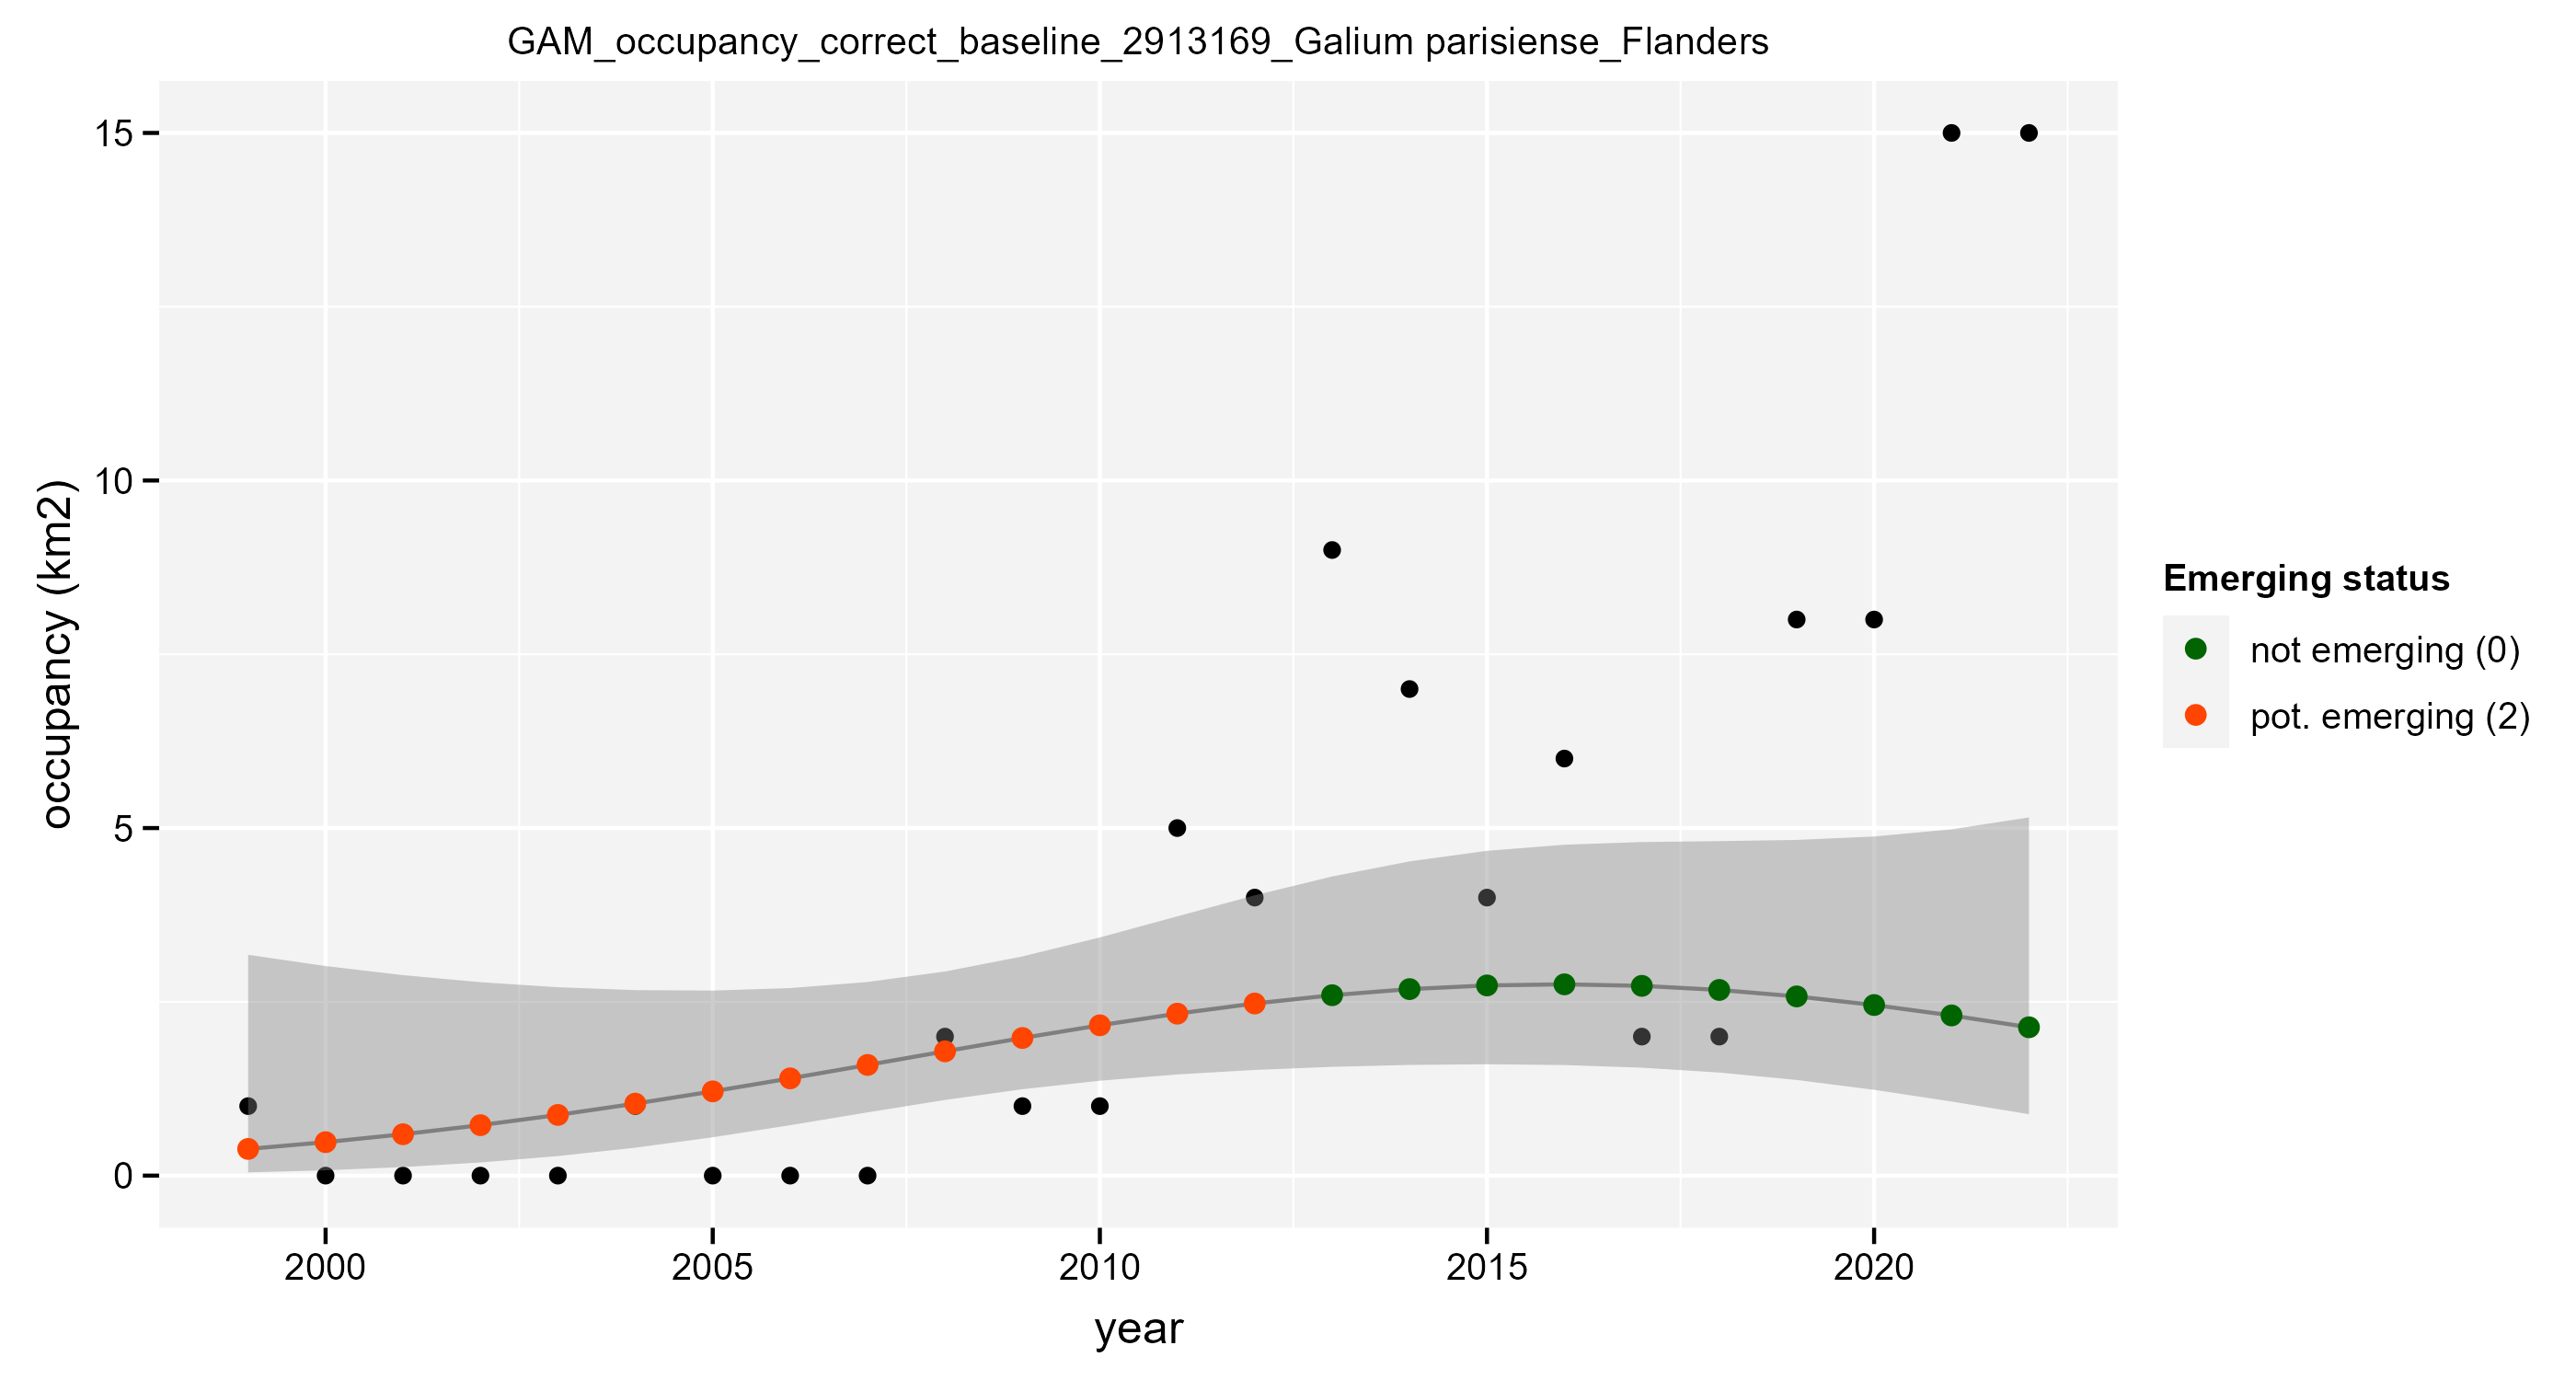 GAM_occupancy_correct_baseline_2913169_Galium parisiense_Flanders
15
10
5
0
occupancy (km2)
2000
2005
2010
2015
2020
year
Emerging status
not emerging (0)
pot. emerging (2)